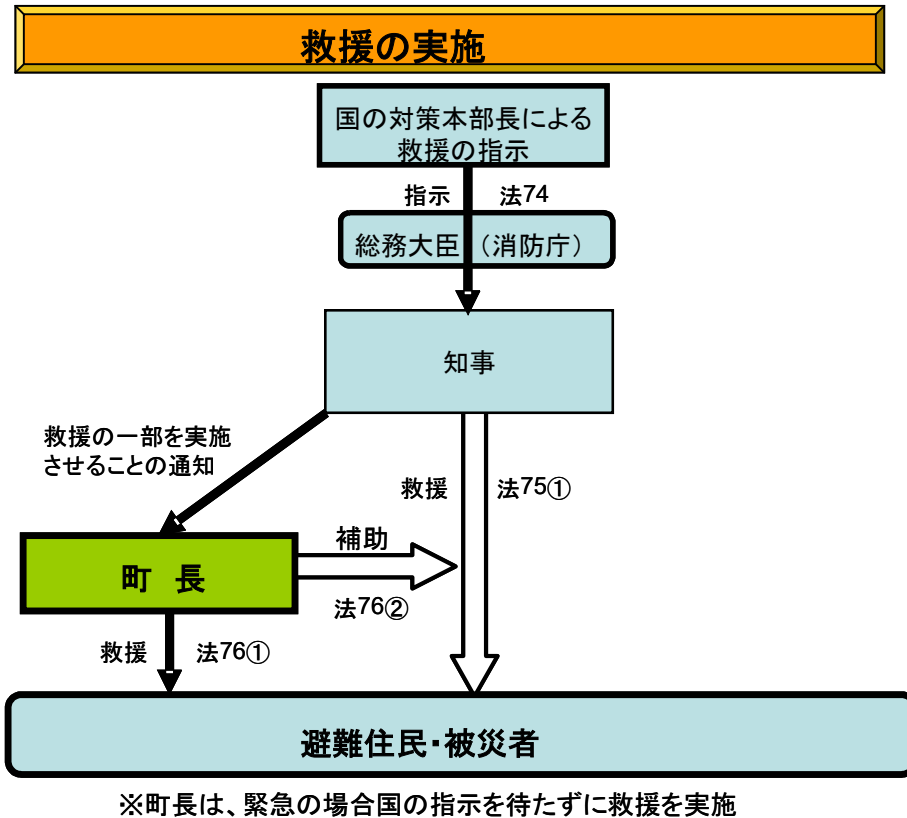 救援の実施
国の対策本部長による
救援の指示
指示 法74
総務大臣（消防庁）
知事
救援の一部を実施
させることの通知
救援 法75①
補助
町 長
法76②
救援 法76①
避難住民・被災者
※町長は、緊急の場合国の指示を待たずに救援を実施